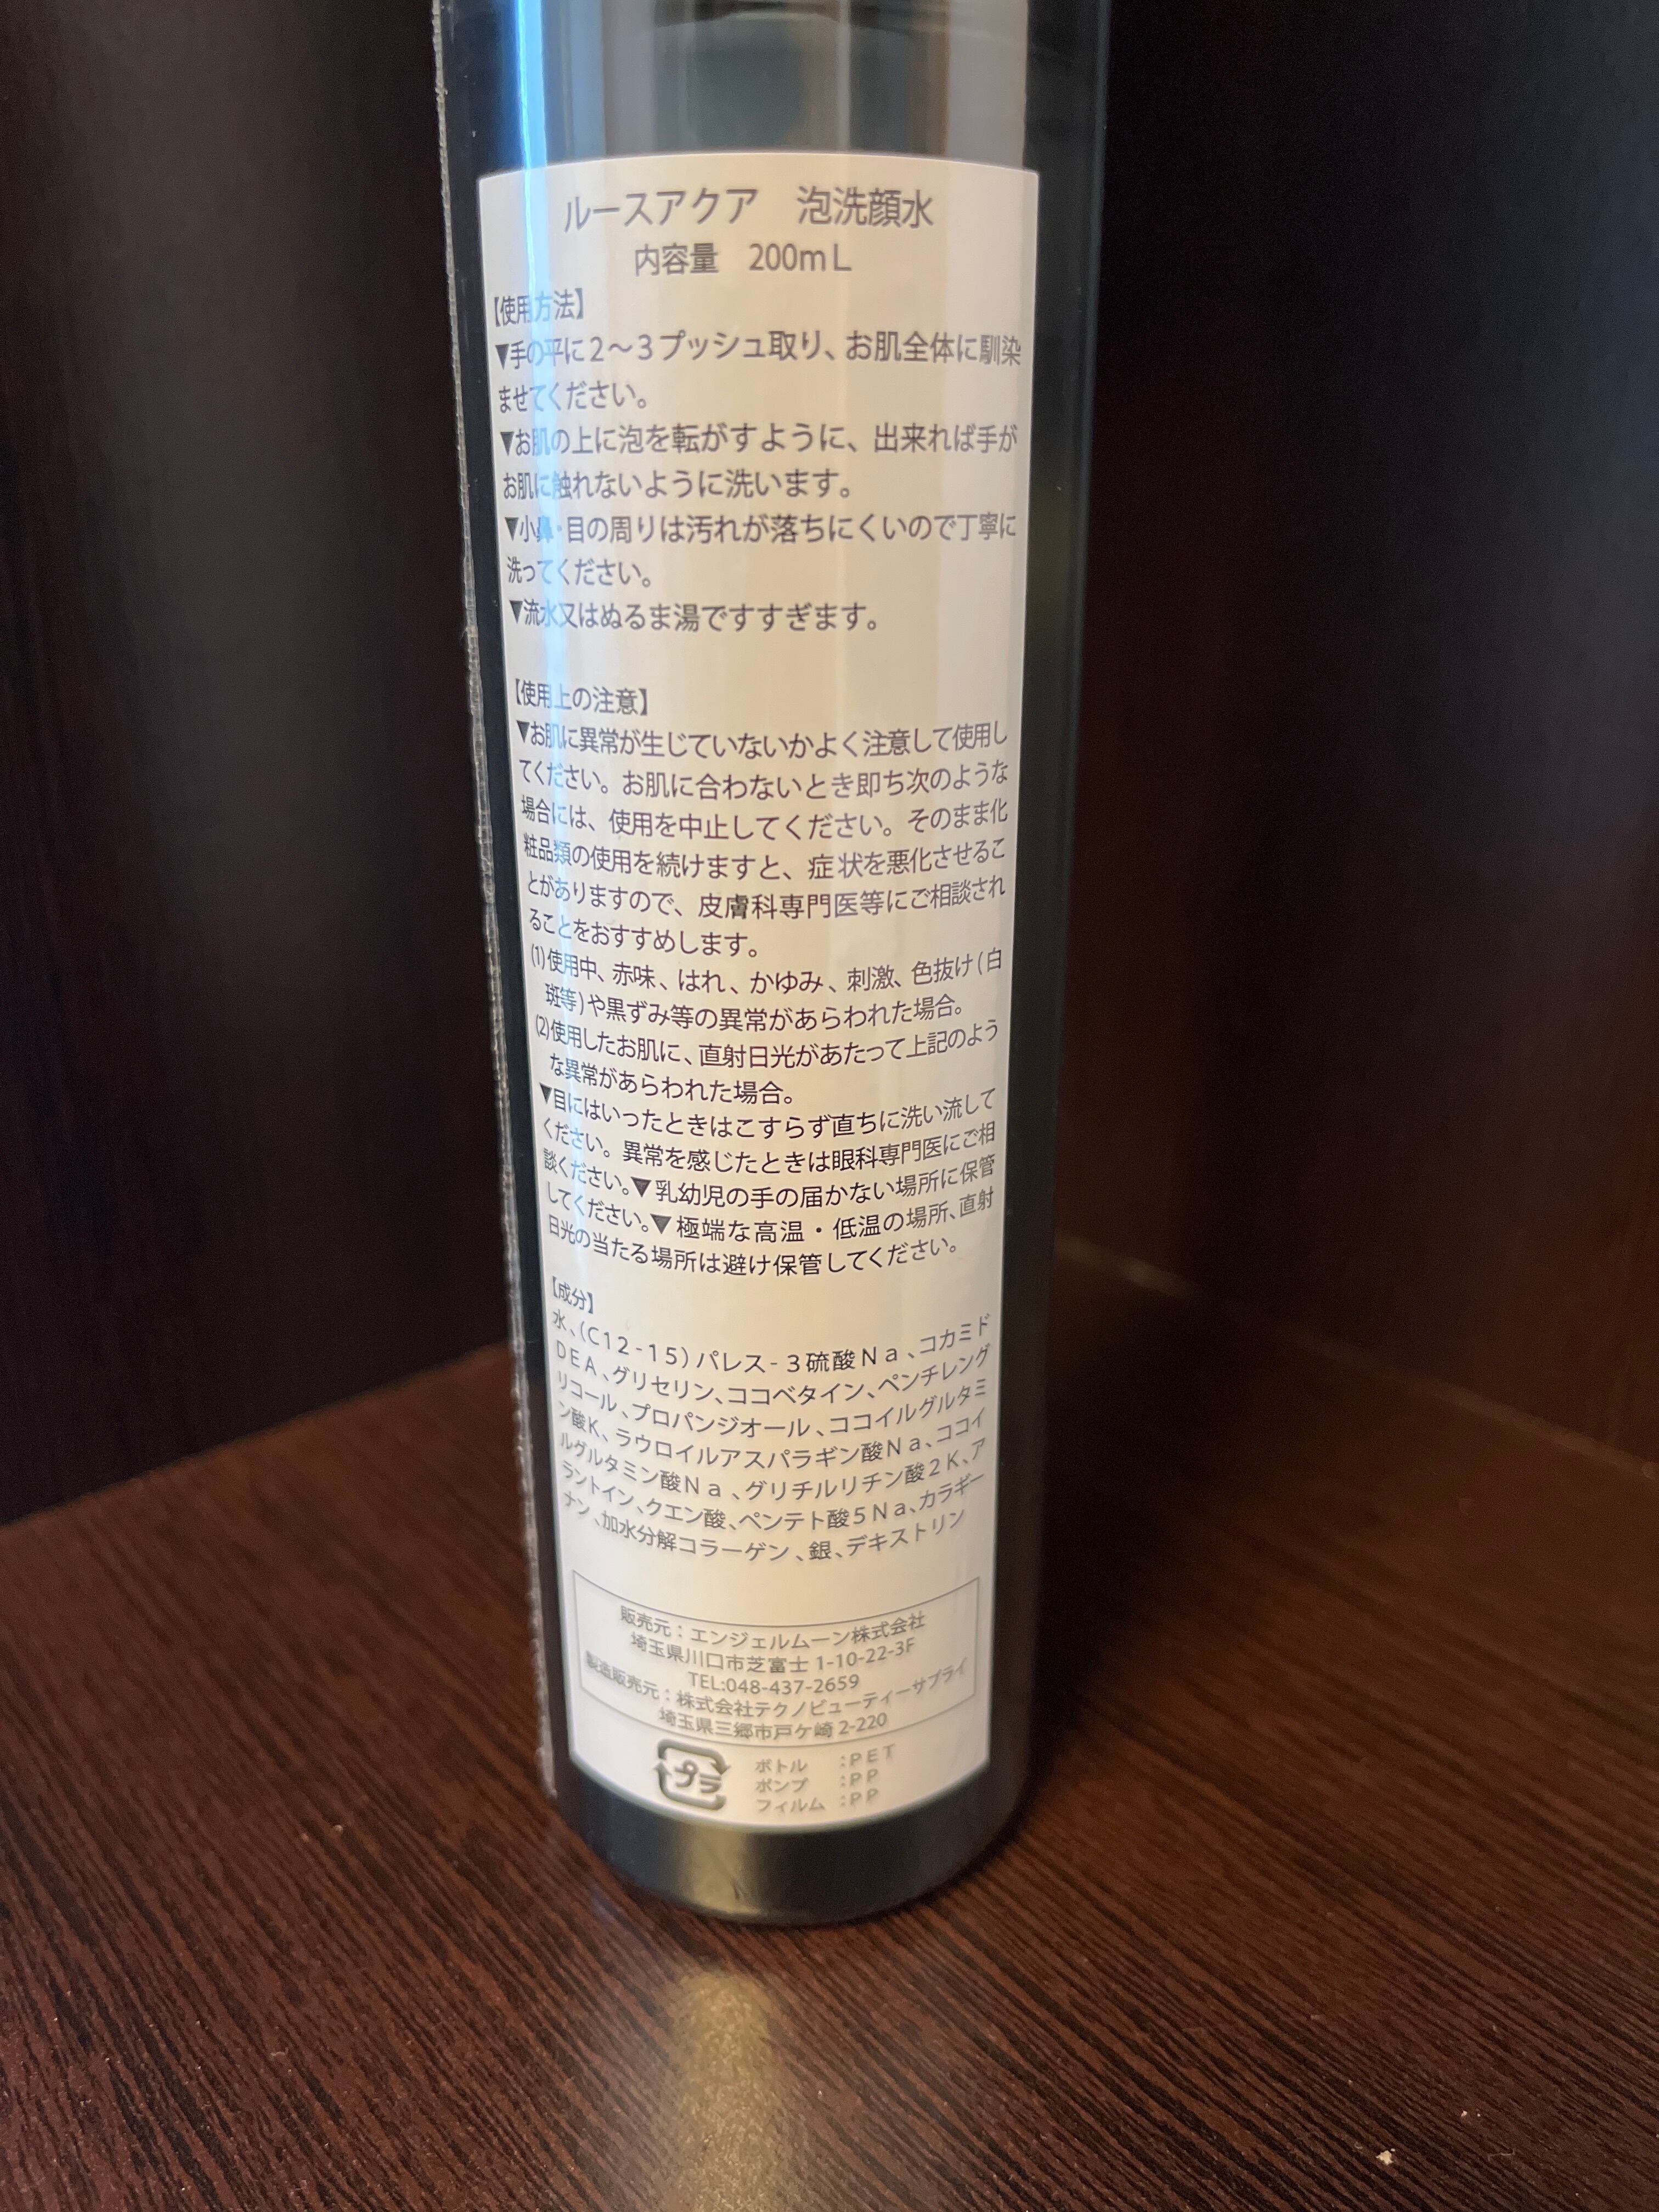 ルースアクア　泡洗顔水
内容量　200mL
【使用方法】
▼手の平に2～3プッシュ取り、お肌全体に馴染
ませてください。
▼お肌の上に泡を転がすように、出来れば手が
お肌に触れないように洗います。
▼小鼻・目の周りは汚れが落ちにくいので丁寧に
洗ってください。
▼流水又はぬるま湯ですすぎます。
【使用上の注意】
▼お肌に異常が生じていないかよく注意して使用し
てください。お肌に合わないとき即ち次のような
場合には、使用を中止してください。そのまま化
粧品類の使用を続けますと、症状を悪化させるこ
とがありますので、皮膚科専門医等にご相談され
ることをおすすめします。
(1)使用中、赤味、はれ、かゆみ、刺激、色抜け(白
斑等)や黒ずみ等の異常があらわれた場合。
(2)使用したお肌に、直射日光があたって上記のよう
な異常があらわれた場合。
▼目にはいったときはこすらず直ちに洗い流して
ください。異常を感じたときは眼科専門医にご相
談ください。▼乳幼児の手の届かない場所に保管
してください。▼極端な高温・低温の場所、直射
日光の当たる場所は避け保管してください。
【成分】
水、(C12-15)パレス-3硫酸Na、コカミド
DEA、グリセリン、ココベタイン、ペンチレング
リコール、プロパンジオール、ココイルグルタミ
ン酸K、ラウロイルアスパラギン酸Na、ココイ
ルグルタミン酸Na、グリチルリチン酸2K、ア
ラントイン、クエン酸、ペンテト酸5Na、カラギー
ナン、加水分解コラーゲン、銀、デキストリン
販売元：エンジェルムーン株式会社
埼玉県川口市芝富士1-10-22-3F
TEL:048-437-2659
製造販売元：株式会社テクノビューティーサプライ
埼玉県三郷市戸ケ崎2-220
プラ
ボトル　：PET
ポンプ　：PP
フィルム：PP